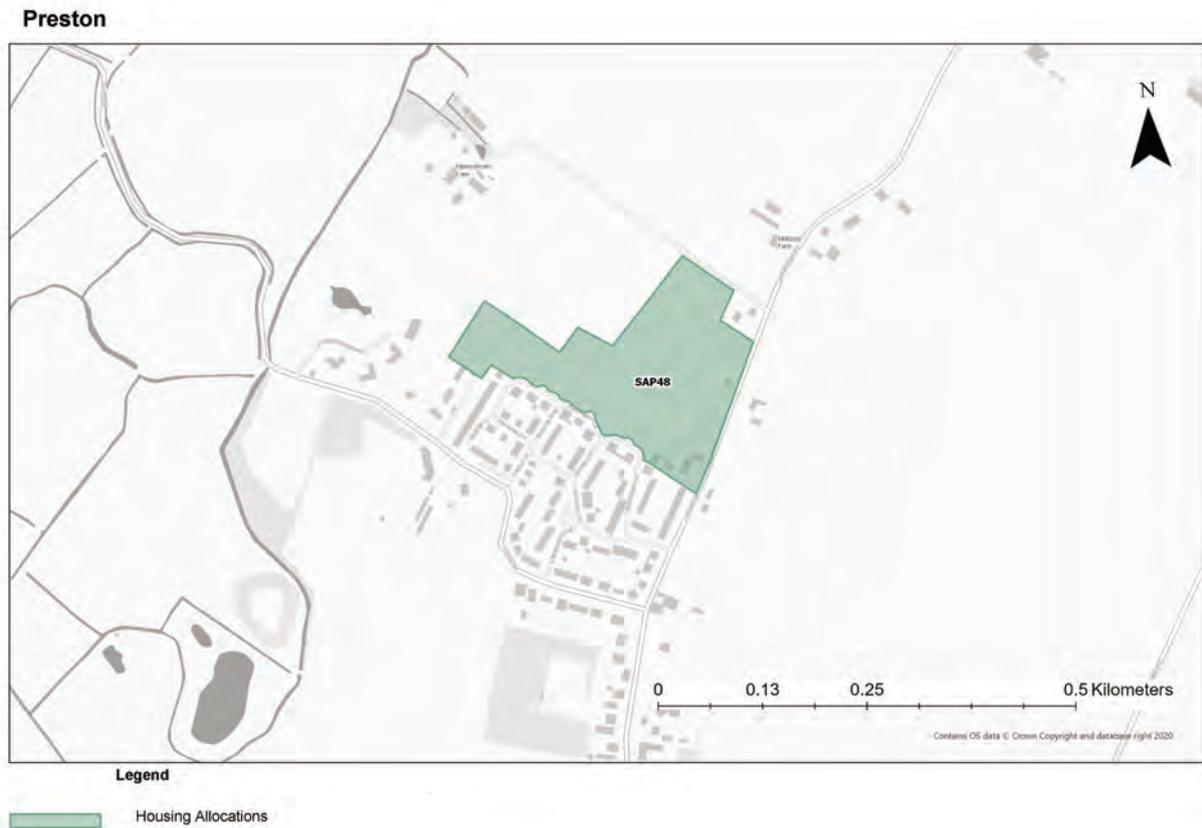 Preston
N
Farm
SAP48
0 0.13 0.25 0.5 Kilometers
Contains OS data © Crown Copyright and database right 2020
Legend
Housing Allocations